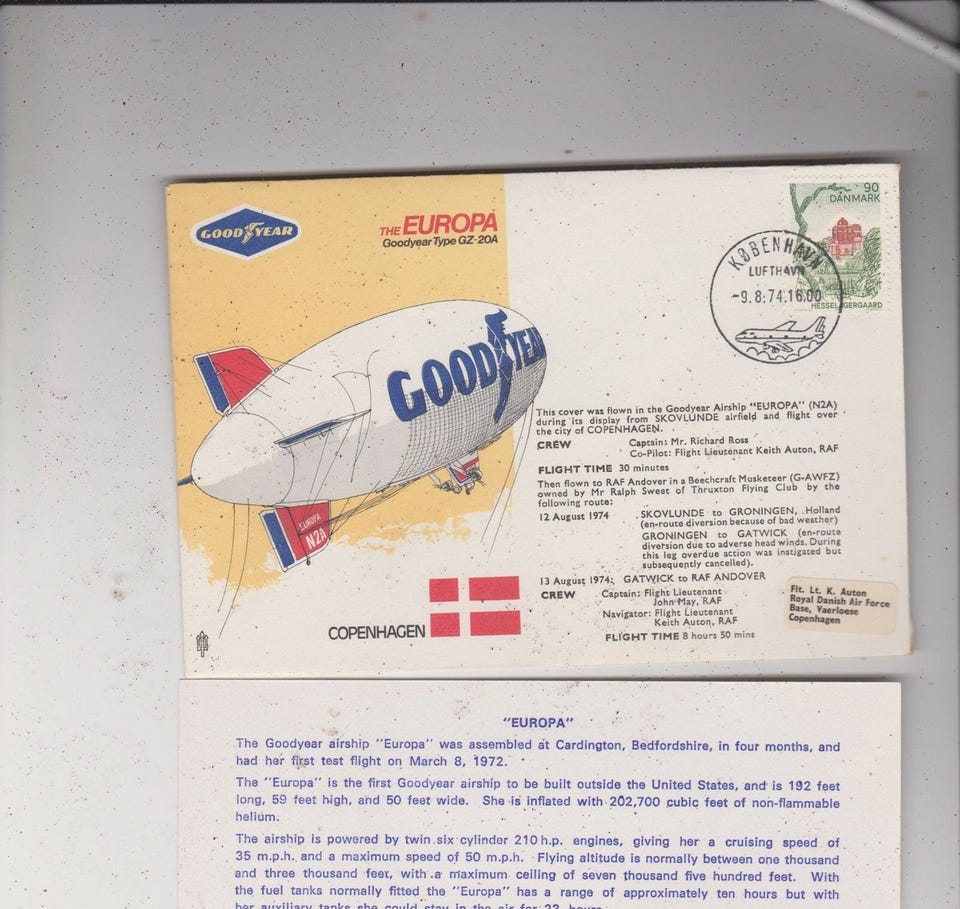 GOODYEAR
THE EUROPA
Goodyear Type GZ-20A
90
DANMARK
HESSELAGERGAARD
KØBENHAVN
LUFTHAVN
-9.8:74.16.00
GOODYEAR
EUROPA
N2A
COPENHAGEN
This cover was flown in the Goodyear Airship "EUROPA" (N2A)
during its display from SKOVLUNDE airfield and flight over
the city of COPENHAGEN.
CREW Captain: Mr. Richard Ross
Co-Pilot: Flight Lieutenant Keith Auton, RAF
FLIGHT TIME 30 minutes
Then flown to RAF Andover in a Beechcraft Musketeer (G-AWFZ)
owned by Mr Ralph Sweet of Thruxton Flying Club by the
following route:
12 August 1974 SKOVLUNDE to GRONINGEN, Holland
(en-route diversion because of bad weather)
GRONINGEN to GATWICK (en-route
diversion due to adverse head winds. During
this leg overdue action was instigated but
subsequently cancelled).
13 August 1974: GATWICK to RAF ANDOVER
CREW Captain: Flight Lieutenant
John May, RAF
Navigator: Flight Lieutenant
Keith Auton, RAF
FLIGHT TIME 8 hours 50 mins
Flt. Lt. K. Auton
Royal Danish Air Force
Base, Vaerloese
Copenhagen
"EUROPA"
The Goodyear airship "Europa" was assembled at Cardington, Bedfordshire, in four months, and
had her first test flight on March 8, 1972.
The "Europa" is the first Goodyear airship to be built outside the United States, and is 192 feet
long, 59 feet high, and 50 feet wide. She is inflated with 202,700 cubic feet of non-flammable
helium.
The airship is powered by twin six cylinder 210 h.p. engines, giving her a cruising speed of
35 m.p.h. and a maximum speed of 50 m.p.h. Flying altitude is normally between one thousand
and three thousand feet, with a maximum ceiling of seven thousand five hundred feet. With
the fuel tanks normally fitted the "Europa" has a range of approximately ten hours but with
her auxiliary tanks she could stay in the air for 23 hours.